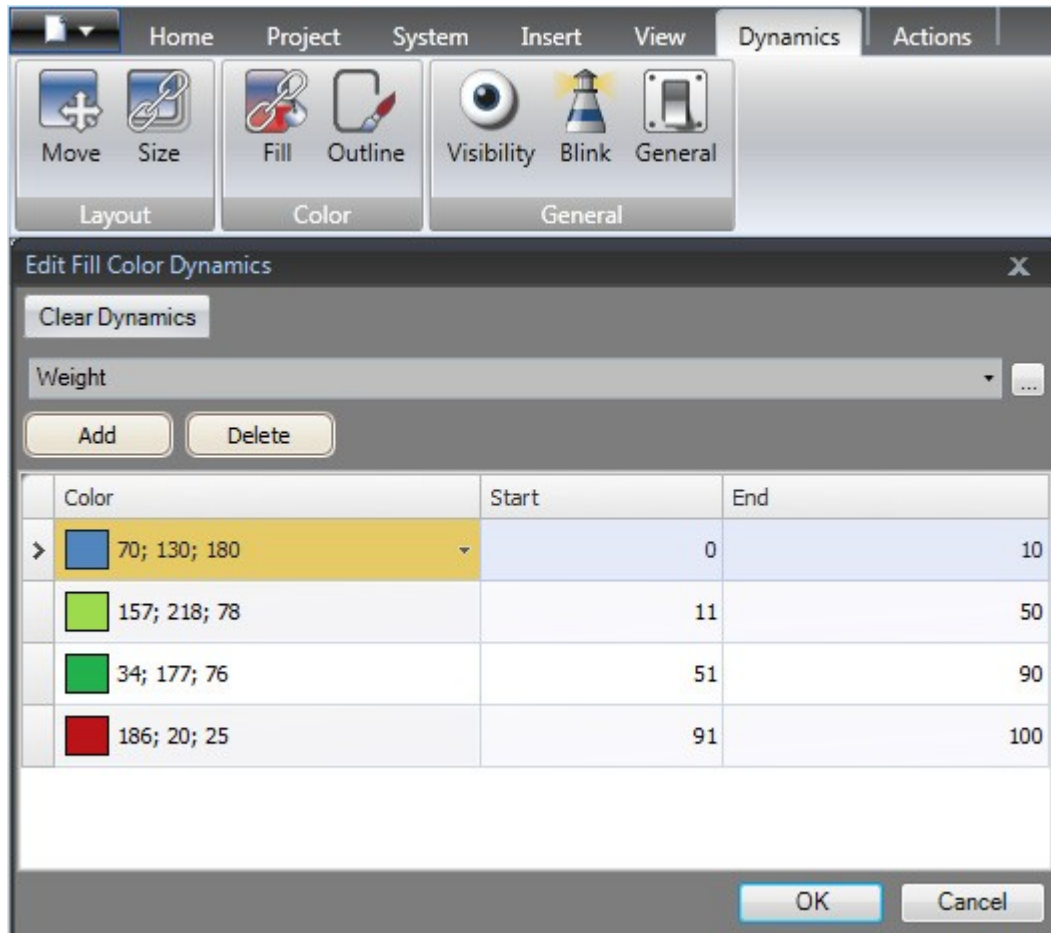 Home Project System Insert View Dynamics Actions
Move Size Fill Outline Visibility Blink General
Layout Color General
Edit Fill Color Dynamics X
Clear Dynamics
Weight ...
Add Delete
Color Start End
70; 130; 180 0 10
157; 218; 78 11 50
34; 177; 76 51 90
186; 20; 25 91 100
OK Cancel